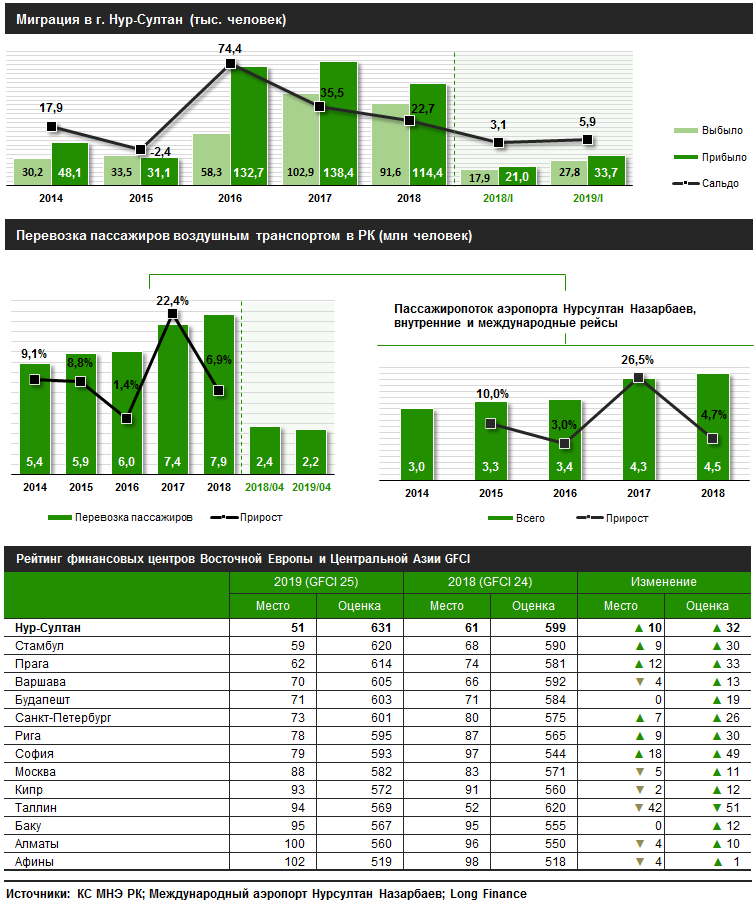 Миграция в г. Нур-Султан (тыс. человек)
74,4
17,9
-2,4
35,5
22,7
3,1
5,9
30,2 48,1 33,5 31,1 58,3 132,7 102,9 138,4 91,6 114,4 17,9 21,0 27,8 33,7
2014 2015 2016 2017 2018 2018/I 2019/I
Выбыло
Прибыло
Сальдо
Перевозка пассажиров воздушным транспортом в РК (млн человек)
22,4%
9,1% 8,8% 1,4% 6,9%
5,4 5,9 6,0 7,4 7,9 2,4 2,2
2014 2015 2016 2017 2018 2018/04 2019/04
Перевозка пассажиров Прирост
Пассажиропоток аэропорта Нурсултан Назарбаев,
внутренние и международные рейсы
26,5%
10,0% 3,0% 4,7%
3,0 3,3 3,4 4,3 4,5
2014 2015 2016 2017 2018
Всего Прирост
Рейтинг финансовых центров Восточной Европы и Центральной Азии GFCI
2019 (GFCI 25) 2018 (GFCI 24) Изменение
Место Оценка Место Оценка Место Оценка
Нур-Султан 51 631 61 599 ▲ 10 ▲ 32
Стамбул 59 620 68 590 ▲ 9 ▲ 30
Прага 62 614 74 581 ▲ 12 ▲ 33
Варшава 70 605 66 592 ▼ 4 ▲ 13
Будапешт 71 603 71 584 0 ▲ 19
Санкт-Петербург 73 601 80 575 ▲ 7 ▲ 26
Рига 78 595 87 565 ▲ 9 ▲ 30
София 79 593 97 544 ▲ 18 ▲ 49
Москва 88 582 83 571 ▼ 5 ▲ 11
Кипр 93 572 91 560 ▼ 2 ▲ 12
Таллин 94 569 52 620 ▼ 42 ▼ 51
Баку 95 567 95 555 0 ▲ 12
Алматы 100 560 96 550 ▼ 4 ▲ 10
Афины 102 519 98 518 ▼ 4 ▲ 1
Источники: КС МНЭ РК; Международный аэропорт Нурсултан Назарбаев; Long Finance